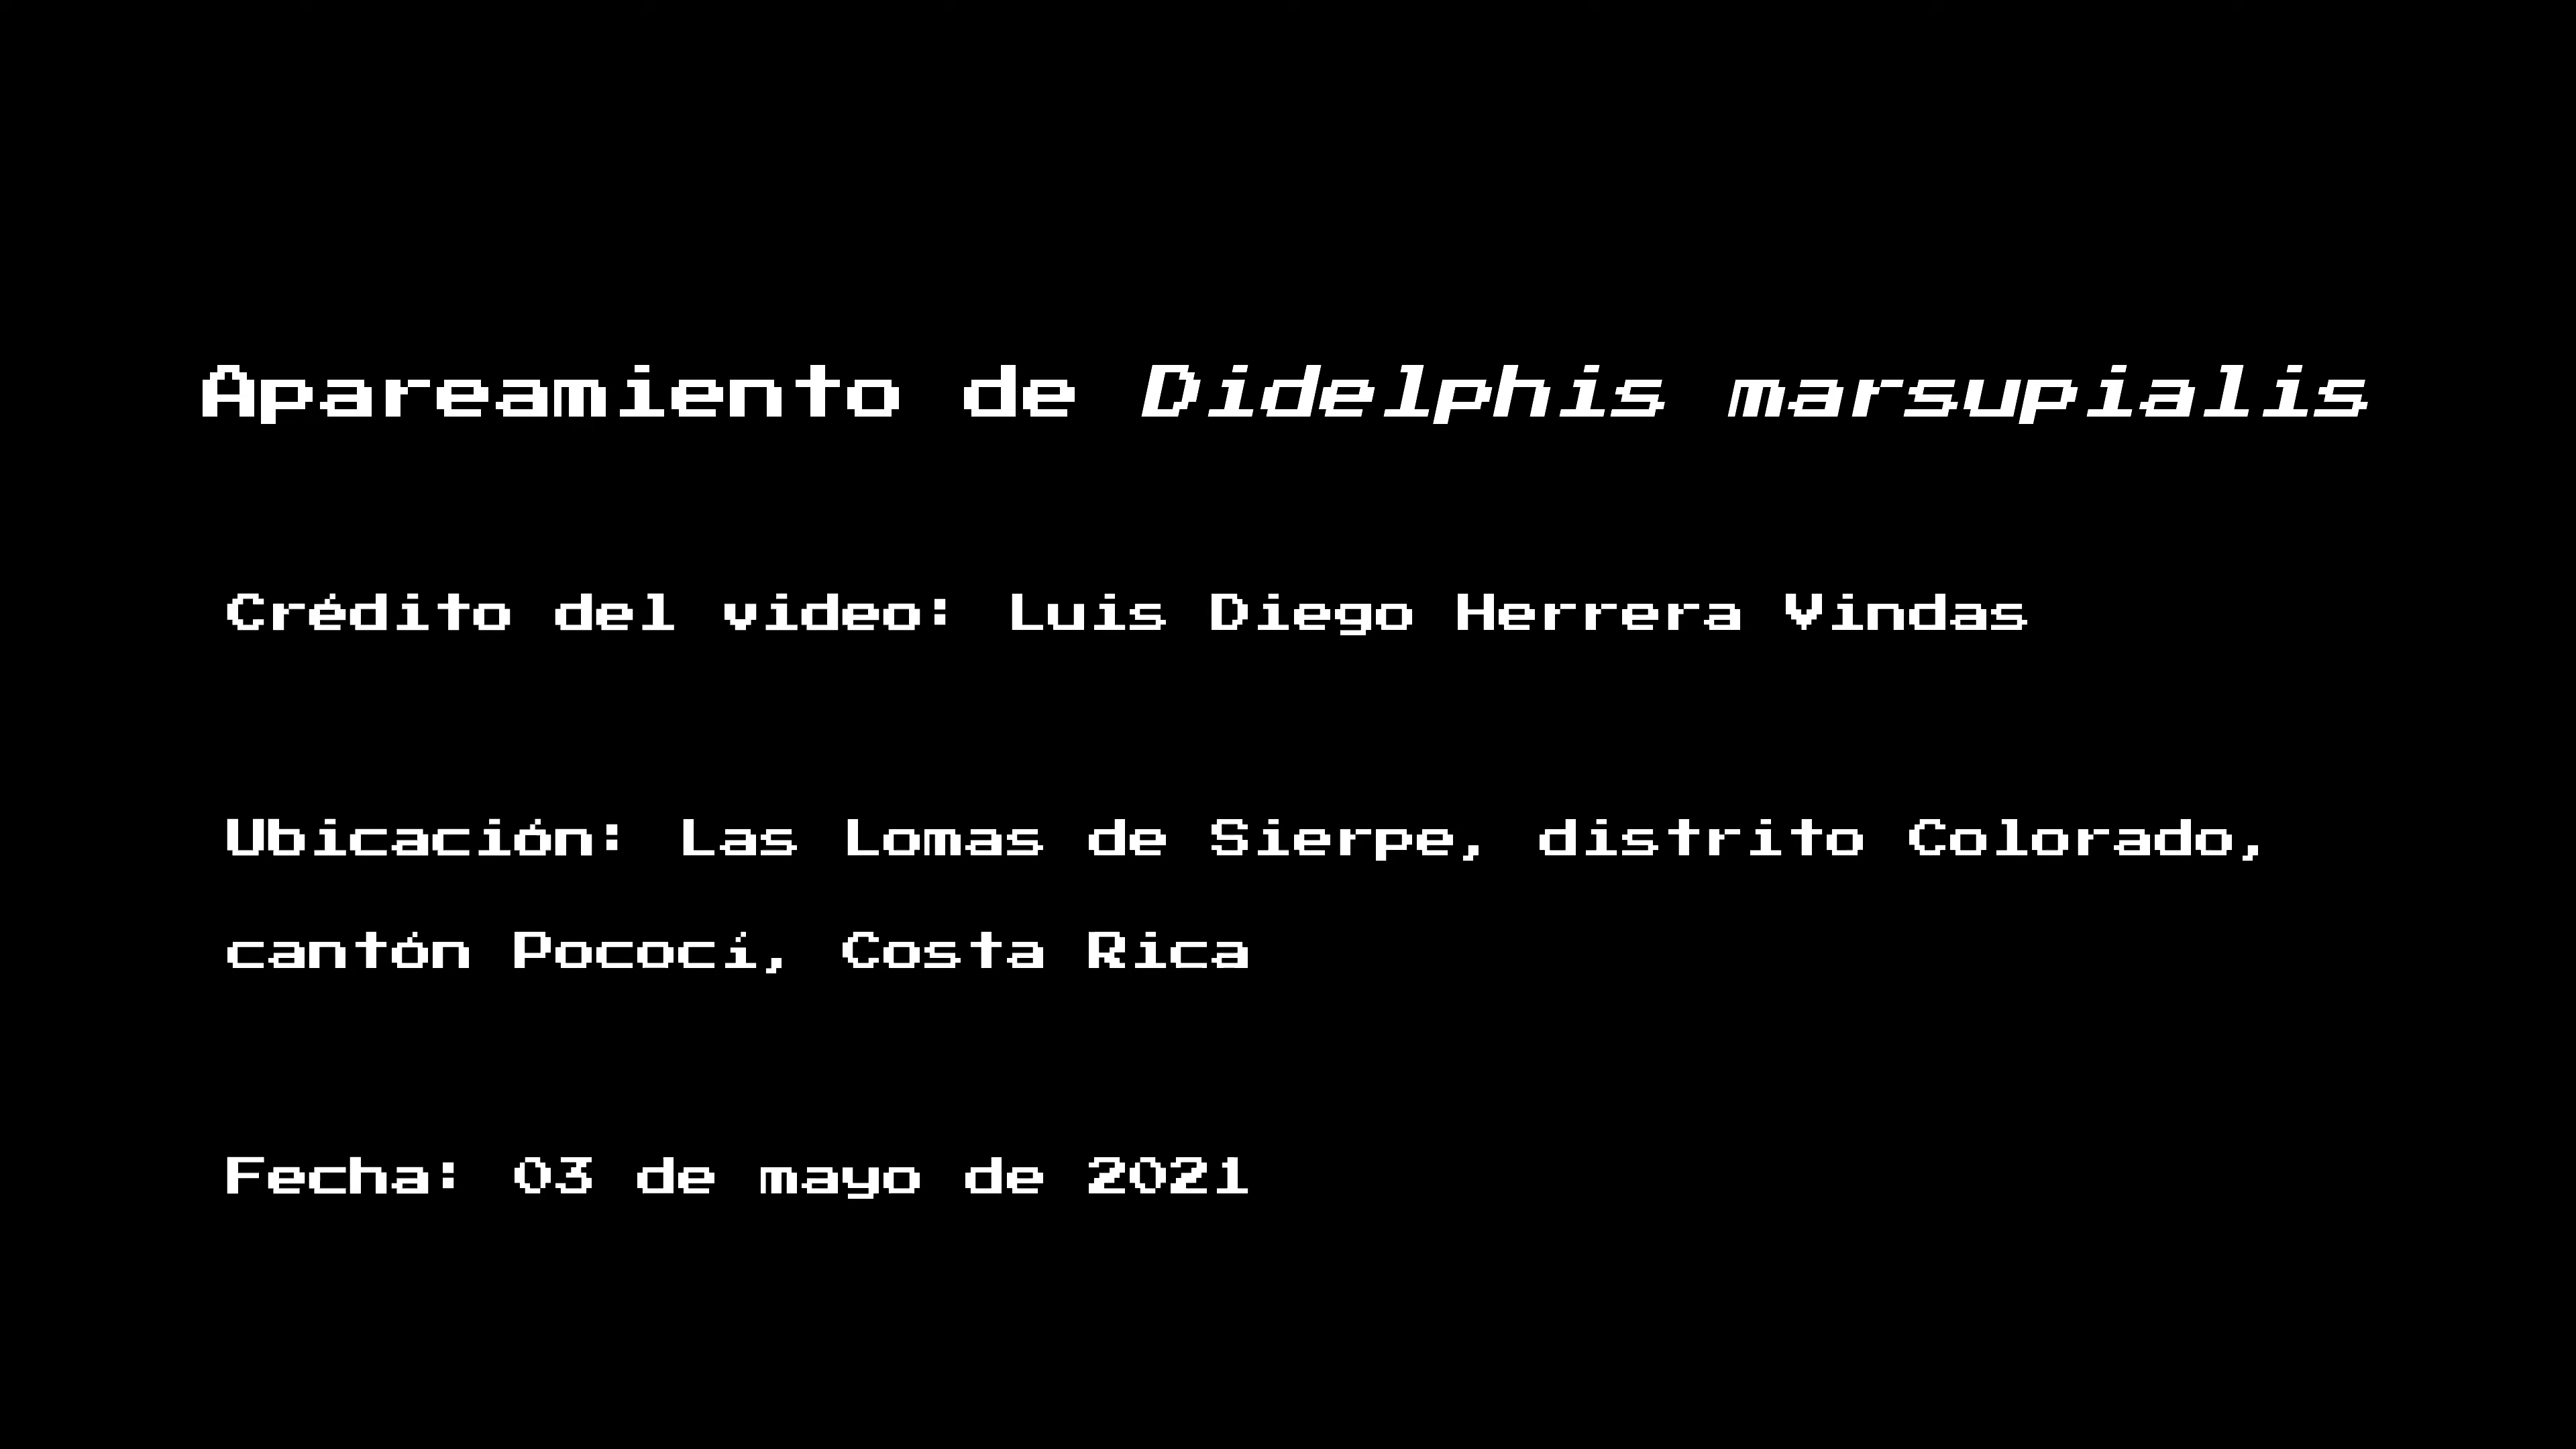 Apareamiento de Didelphis marsupialis
Crédito del video: Luis Diego Herrera Vindas
Ubicación: Las Lomas de Sierpe, distrito Colorado,
cantón Pococí, Costa Rica
Fecha: 03 de mayo de 2021